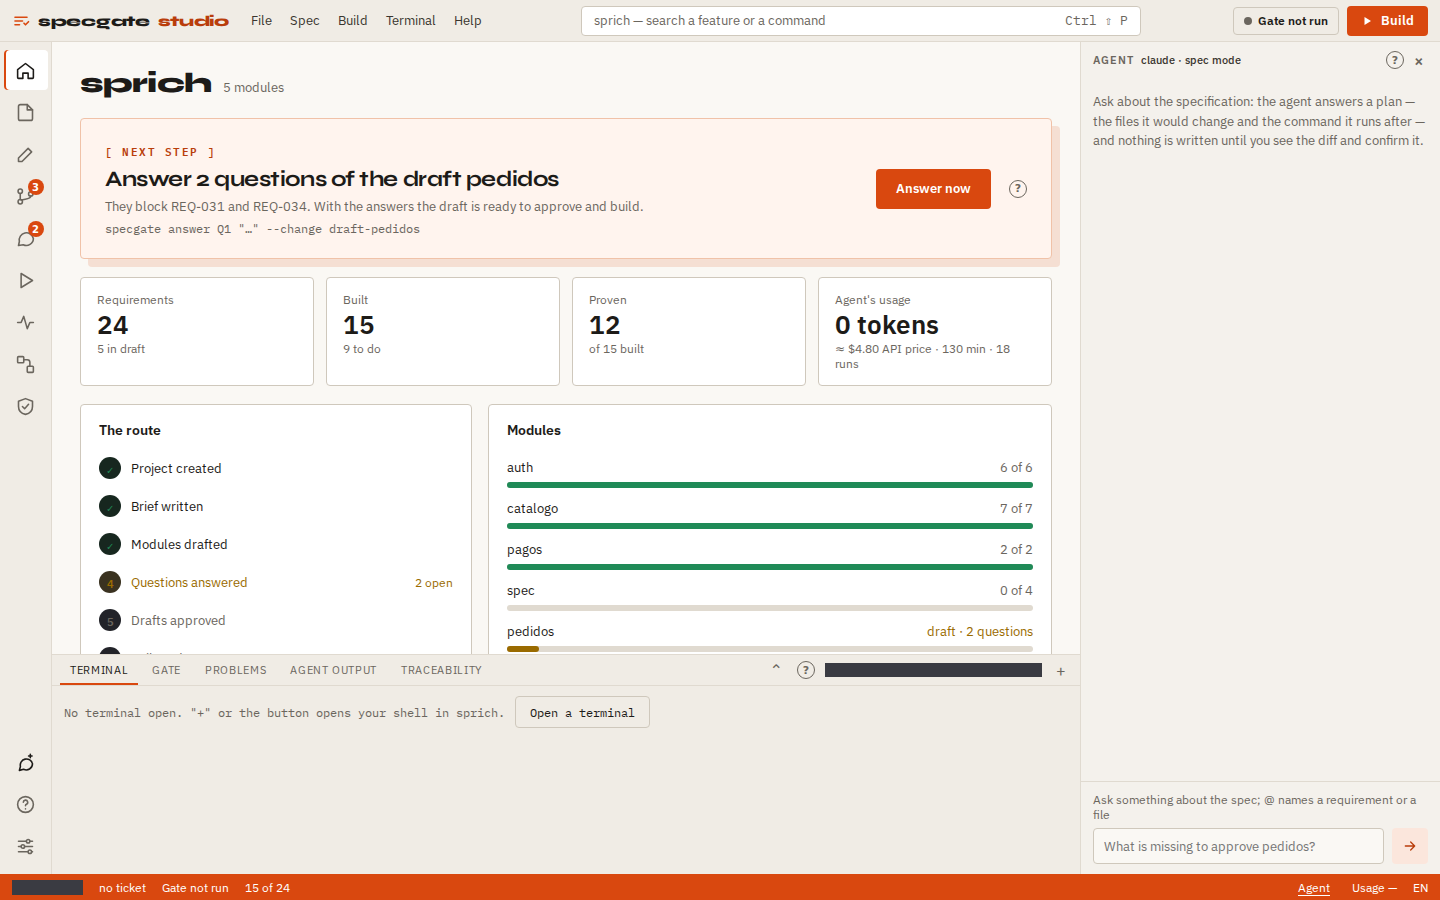 specgate studio
File Spec Build Terminal Help
sprich — search a feature or a command Ctrl ⇧ P
Gate not run
Build
3
2
sprich 5 modules
[ NEXT STEP ]
Answer 2 questions of the draft pedidos
They block REQ-031 and REQ-034. With the answers the draft is ready to approve and build.
specgate answer Q1 "…" --change draft-pedidos
Answer now
?
Requirements
24
5 in draft
Built
15
9 to do
Proven
12
of 15 built
Agent's usage
0 tokens
≈ $4.80 API price · 130 min · 18
runs
The route
✓ Project created
✓ Brief written
✓ Modules drafted
4 Questions answered 2 open
5 Drafts approved
Modules
auth 6 of 6
catalogo 7 of 7
pagos 2 of 2
spec 0 of 4
pedidos draft · 2 questions
TERMINAL GATE PROBLEMS AGENT OUTPUT TRACEABILITY
? +
No terminal open. "+" or the button opens your shell in sprich.
Open a terminal
AGENT claude · spec mode ? ×
Ask about the specification: the agent answers a plan —
the files it would change and the command it runs after —
and nothing is written until you see the diff and confirm it.
Ask something about the spec; @ names a requirement or a
file
What is missing to approve pedidos?
no ticket Gate not run 15 of 24
Agent Usage — EN